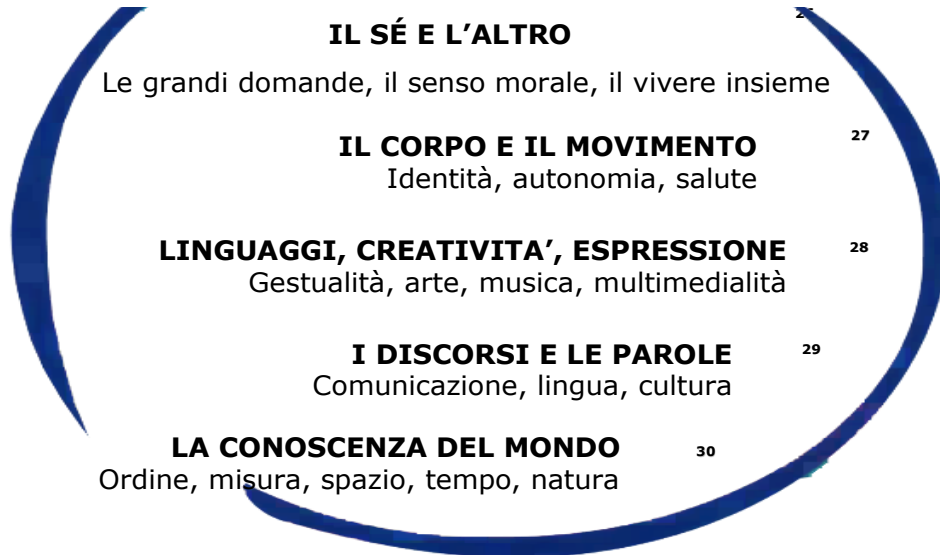 IL SÉ E L’ALTRO
Le grandi domande, il senso morale, il vivere insieme
IL CORPO E IL MOVIMENTO 27
Identità, autonomia, salute
LINGUAGGI, CREATIVITA’, ESPRESSIONE 28
Gestualità, arte, musica, multimedialità
I DISCORSI E LE PAROLE 29
Comunicazione, lingua, cultura
LA CONOSCENZA DEL MONDO 30
Ordine, misura, spazio, tempo, natura